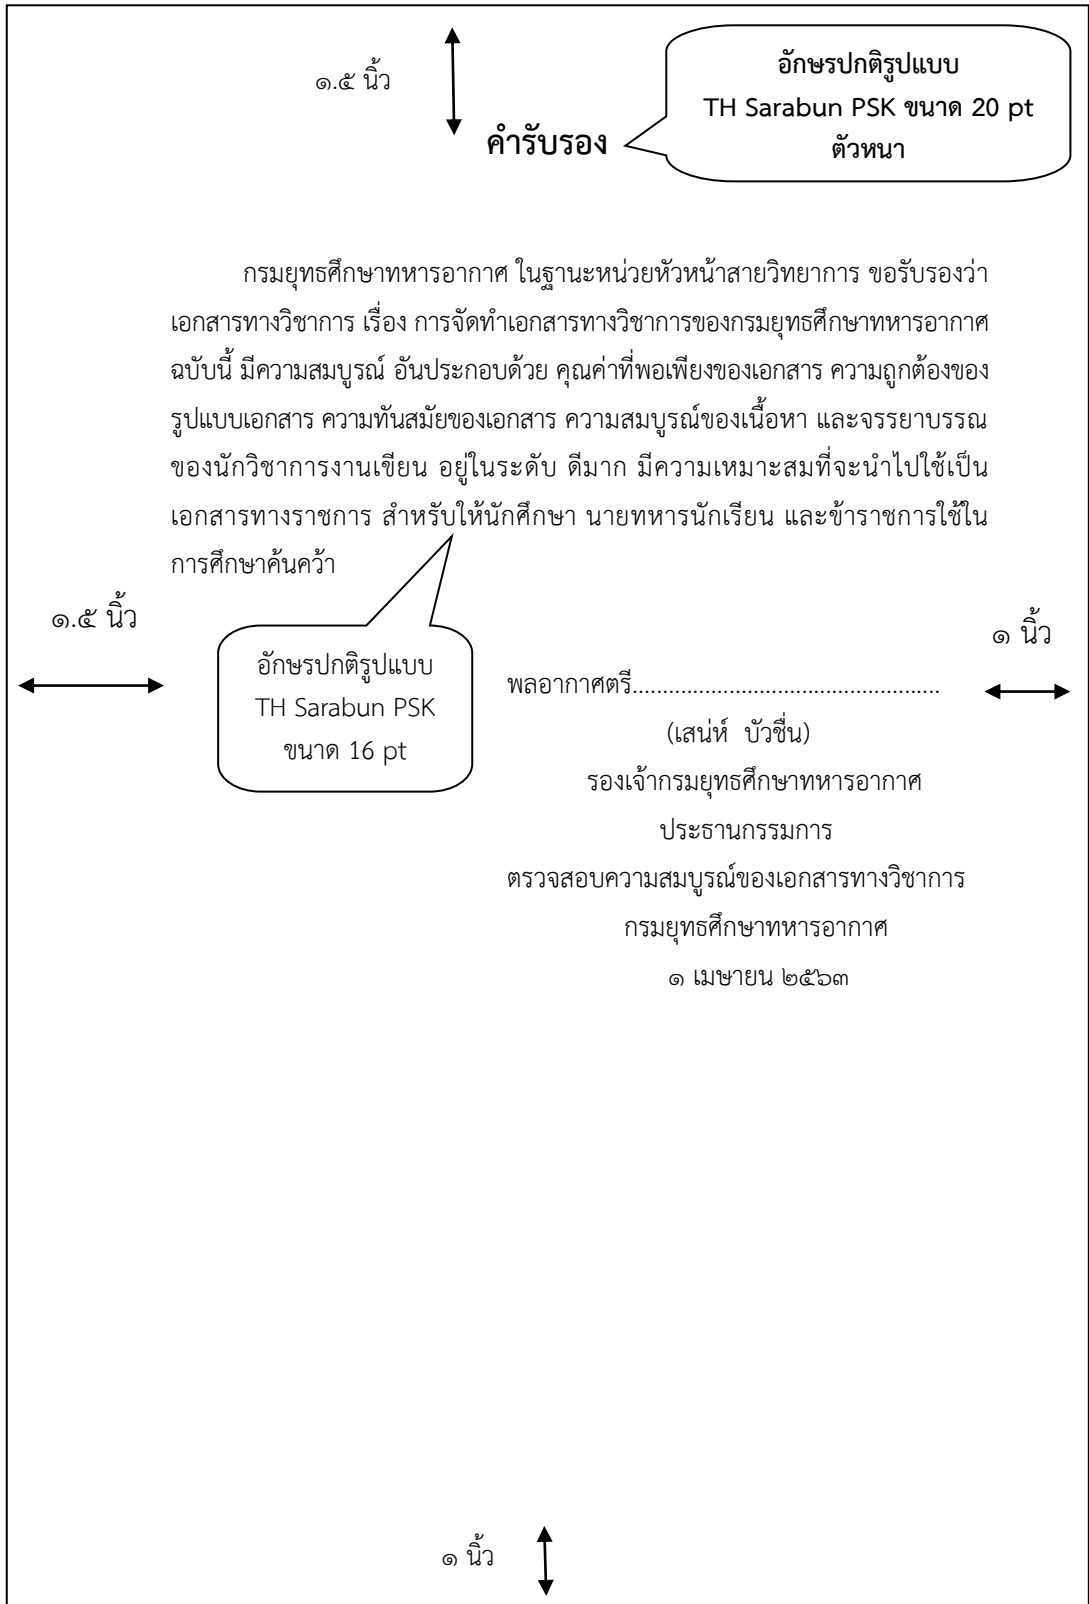 ๑.๕ นิ้ว
อักษรปกติรูปแบบ
TH Sarabun PSK ขนาด 20 pt
ตัวหนา
คำรับรอง
กรมยุทธศึกษาทหารอากาศ ในฐานะหน่วยหัวหน้าสายวิทยาการ ขอรับรองว่า
เอกสารทางวิชาการ เรื่อง การจัดทำเอกสารทางวิชาการของกรมยุทธศึกษาทหารอากาศ
ฉบับนี้ มีความสมบูรณ์ อันประกอบด้วย คุณค่าที่พอเพียงของเอกสาร ความถูกต้องของ
รูปแบบเอกสาร ความทันสมัยของเอกสาร ความสมบูรณ์ของเนื้อหา และจรรยาบรรณ
ของนักวิชาการงานเขียน อยู่ในระดับ ดีมาก มีความเหมาะสมที่จะนำไปใช้เป็น
เอกสารทางราชการ สำหรับให้นักศึกษา นายทหารนักเรียน และข้าราชการใช้ใน
การศึกษาค้นคว้า
๑.๕ นิ้ว
๑ นิ้ว
อักษรปกติรูปแบบ
TH Sarabun PSK
ขนาด 16 pt
พลอากาศตรี..................................................
(เสน่ห์  บัวชื่น)
รองเจ้ากรมยุทธศึกษาทหารอากาศ
ประธานกรรมการ
ตรวจสอบความสมบูรณ์ของเอกสารทางวิชาการ
กรมยุทธศึกษาทหารอากาศ
๑ เมษายน ๒๕๖๓
๑ นิ้ว